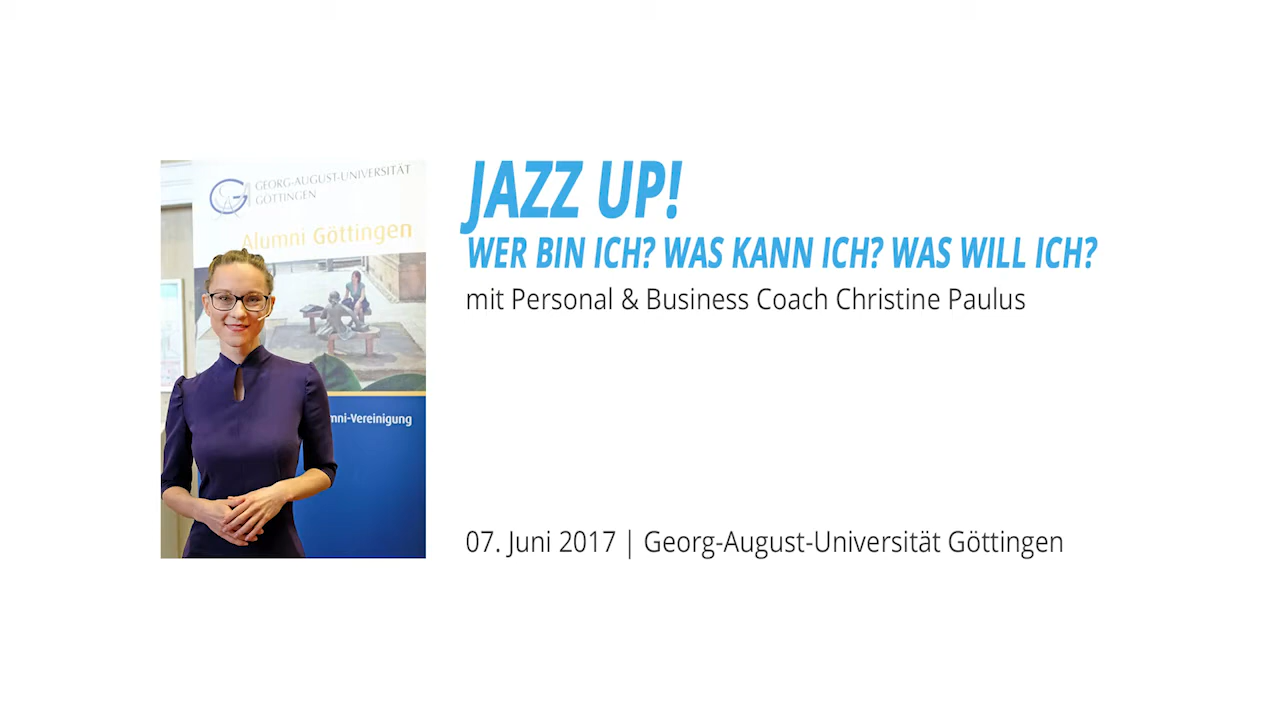 GEORG-AUGUST-UNIVERSITÄT
GÖTTINGEN
Alumni Göttingen
mni-Vereinigung
JAZZ UP!
WER BIN ICH? WAS KANN ICH? WAS WILL ICH?
mit Personal & Business Coach Christine Paulus
07. Juni 2017 | Georg-August-Universität Göttingen